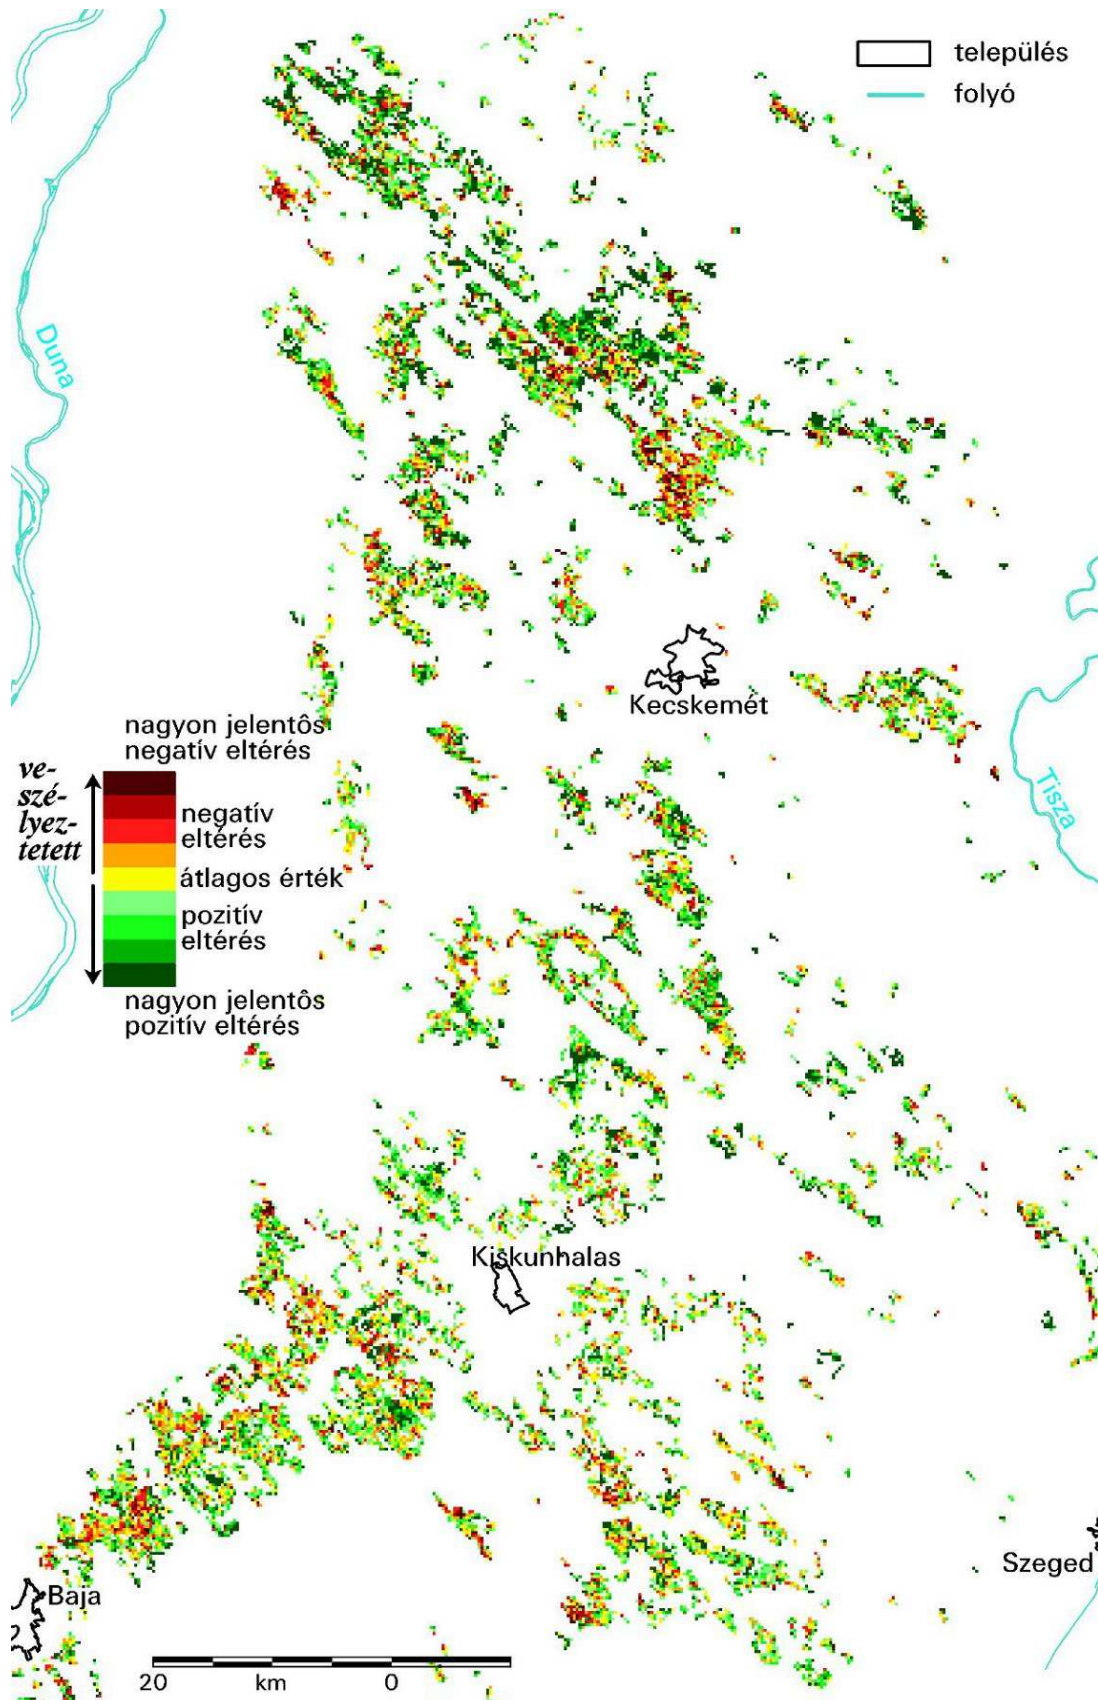 település
folyó
Duna
Kecskemét
Tisza
nagyon jelentôs
negatív eltérés
ve-
szé-
lyez-
tetett
negatív
eltérés
átlagos érték
pozitív
eltérés
nagyon jelentôs
pozitív eltérés
Kiskunhalas
Szeged
Baja
20
km
0